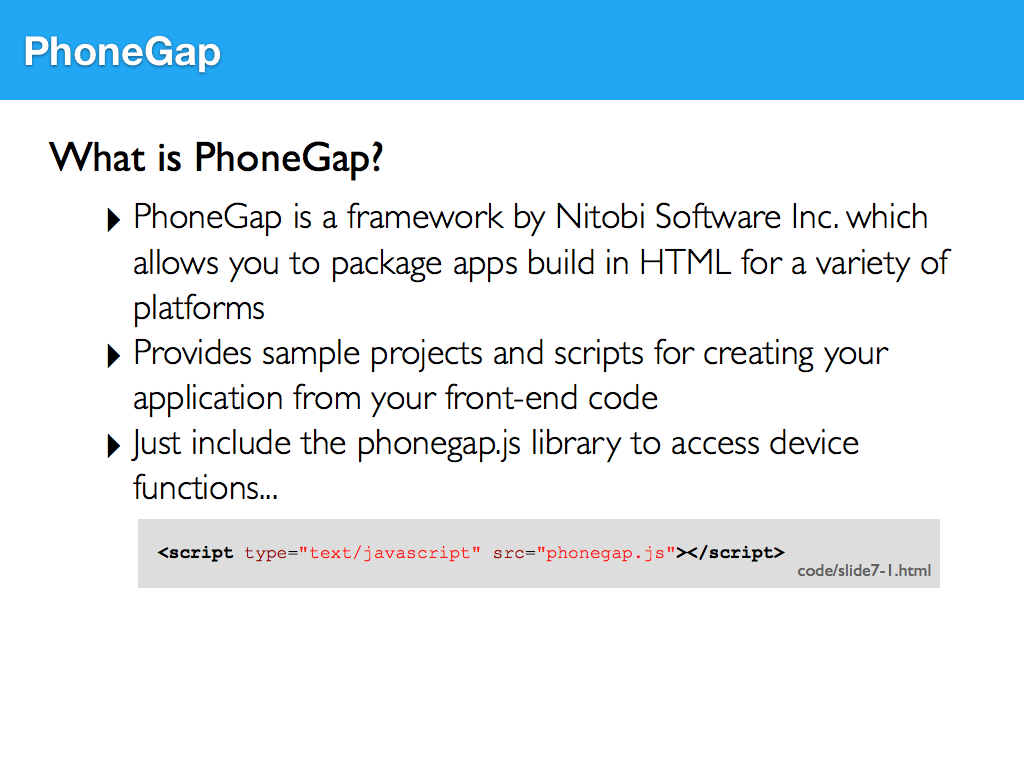 PhoneGap
What is PhoneGap?
PhoneGap is a framework by Nitobi Software Inc. which
allows you to package apps build in HTML for a variety of
platforms
Provides sample projects and scripts for creating your
application from your front-end code
Just include the phonegap.js library to access device
functions...
<script type="text/javascript" src="phonegap.js"></script>
code/slide7-1.html